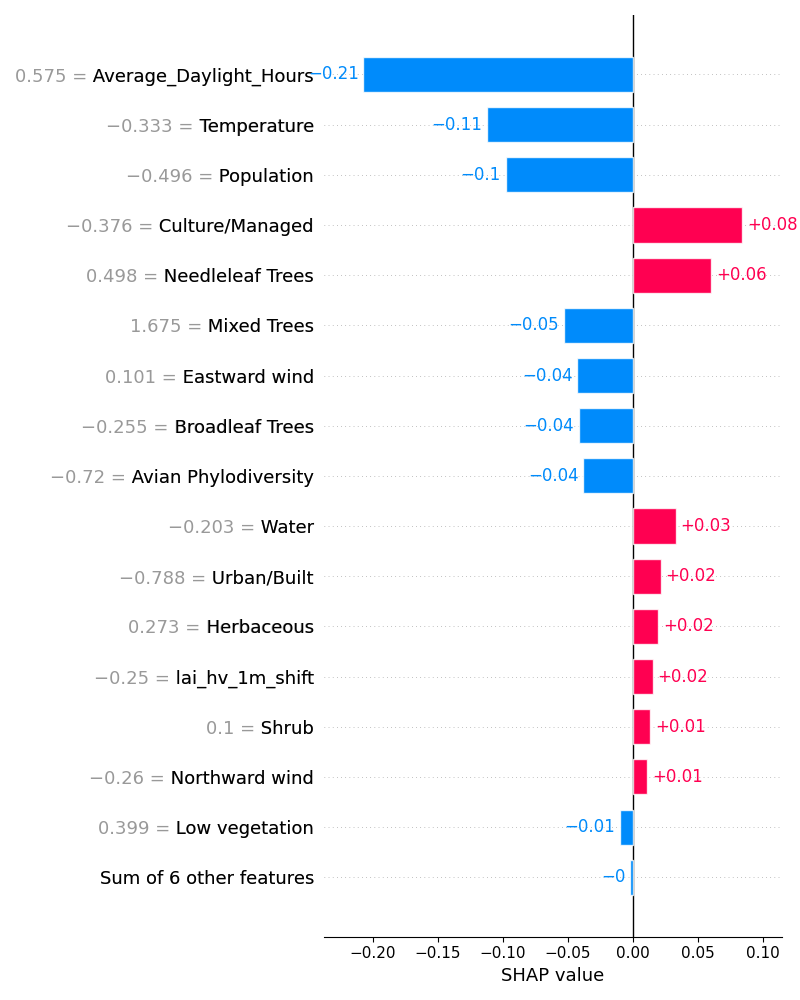 0.575 = Average_Daylight_Hours −0.21
−0.333 = Temperature −0.11
−0.496 = Population −0.1
−0.376 = Culture/Managed +0.08
0.498 = Needleleaf Trees +0.06
1.675 = Mixed Trees −0.05
0.101 = Eastward wind −0.04
−0.255 = Broadleaf Trees −0.04
−0.72 = Avian Phylodiversity −0.04
−0.203 = Water +0.03
−0.788 = Urban/Built +0.02
0.273 = Herbaceous +0.02
−0.25 = lai_hv_1m_shift +0.02
0.1 = Shrub +0.01
−0.26 = Northward wind +0.01
0.399 = Low vegetation −0.01
Sum of 6 other features −0
−0.20 −0.15 −0.10 −0.05 0.00 0.05 0.10
SHAP value